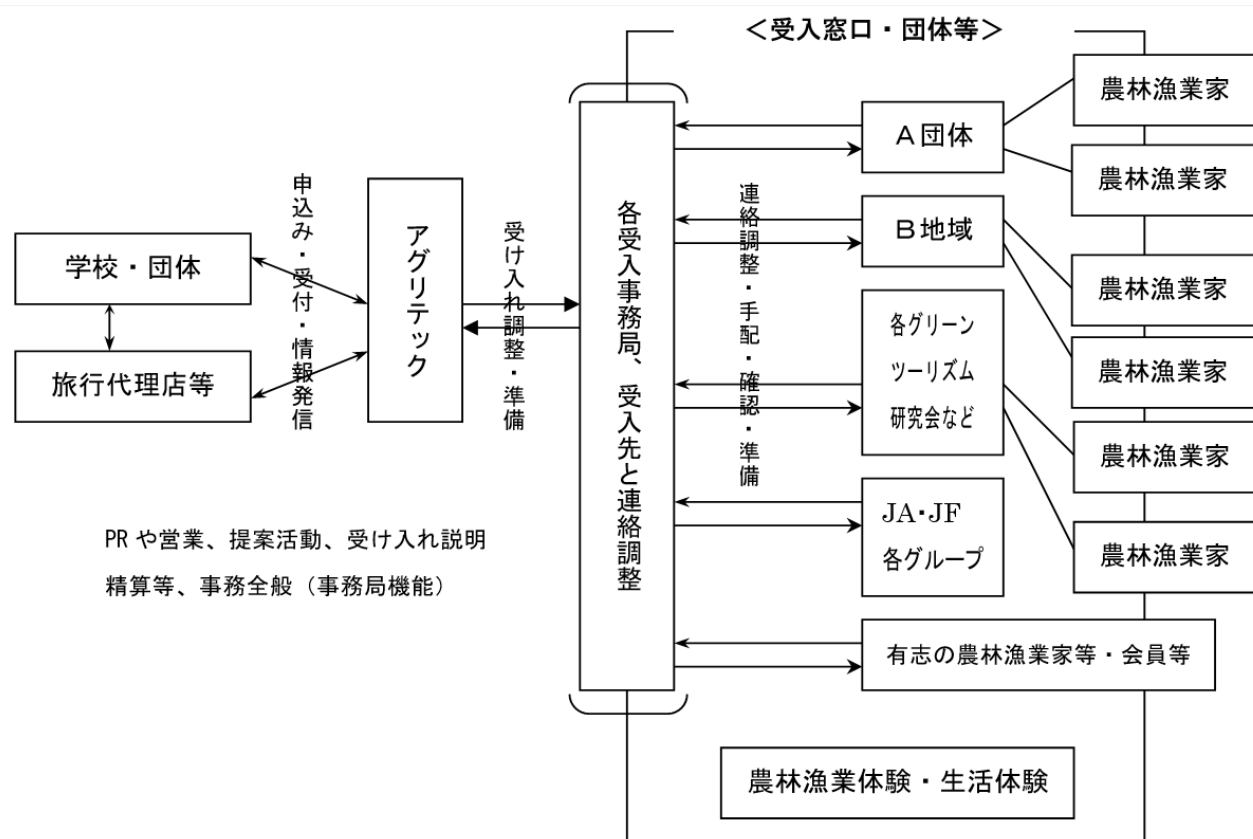 <受入窓口・団体等>
学校・団体
旅行代理店等
申込み・受付・情報発信
アグリテック
受け入れ調整・準備
各受入事務局、受入先と連絡調整
連絡調整・手配・確認・準備
A団体
B地域
各グリーン
ツーリズム
研究会など
JA・JF
各グループ
有志の農林漁業家等・会員等
農林漁業家
農林漁業家
農林漁業家
農林漁業家
農林漁業家
農林漁業家
PRや営業、提案活動、受け入れ説明
精算等、事務全般（事務局機能）
農林漁業体験・生活体験